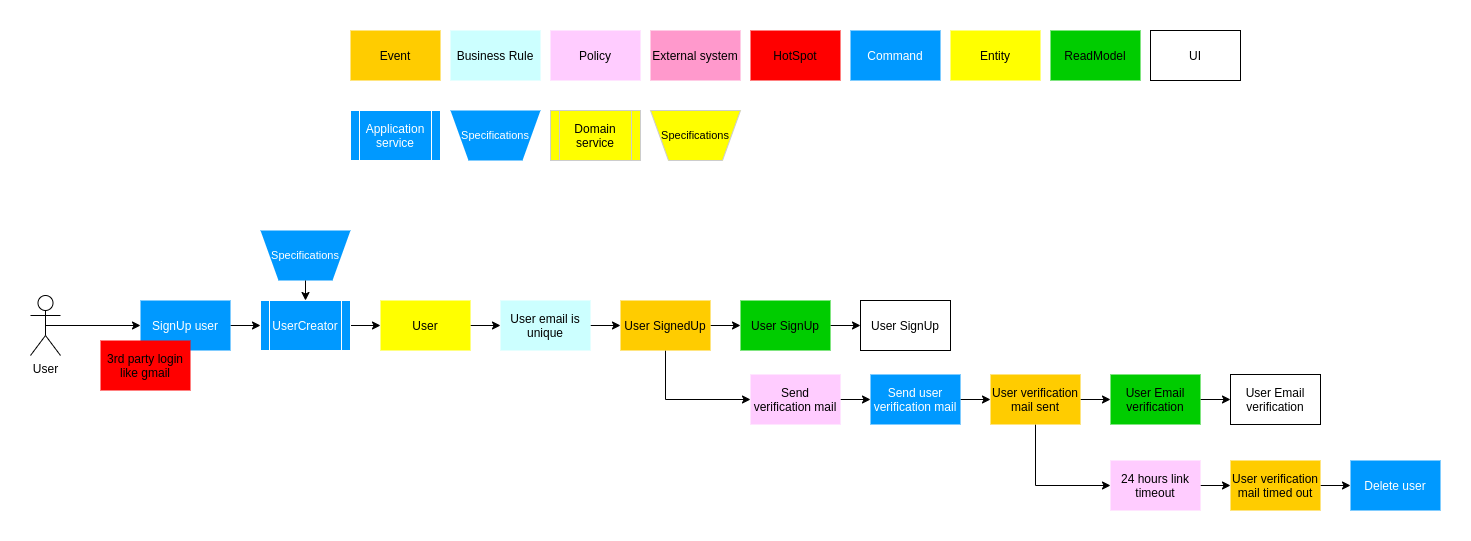 Event
Business Rule
Policy
External system
HotSpot
Command
Entity
ReadModel
UI
Application
service
Specifications
Domain
service
Specifications
Specifications
User
SignUp user
3rd party login
like gmail
UserCreator
User
User email is
unique
User SignedUp
User SignUp
User SignUp
Send
verification mail
Send user
verification mail
User verification
mail sent
User Email
verification
User Email
verification
24 hours link
timeout
User verification
mail timed out
Delete user